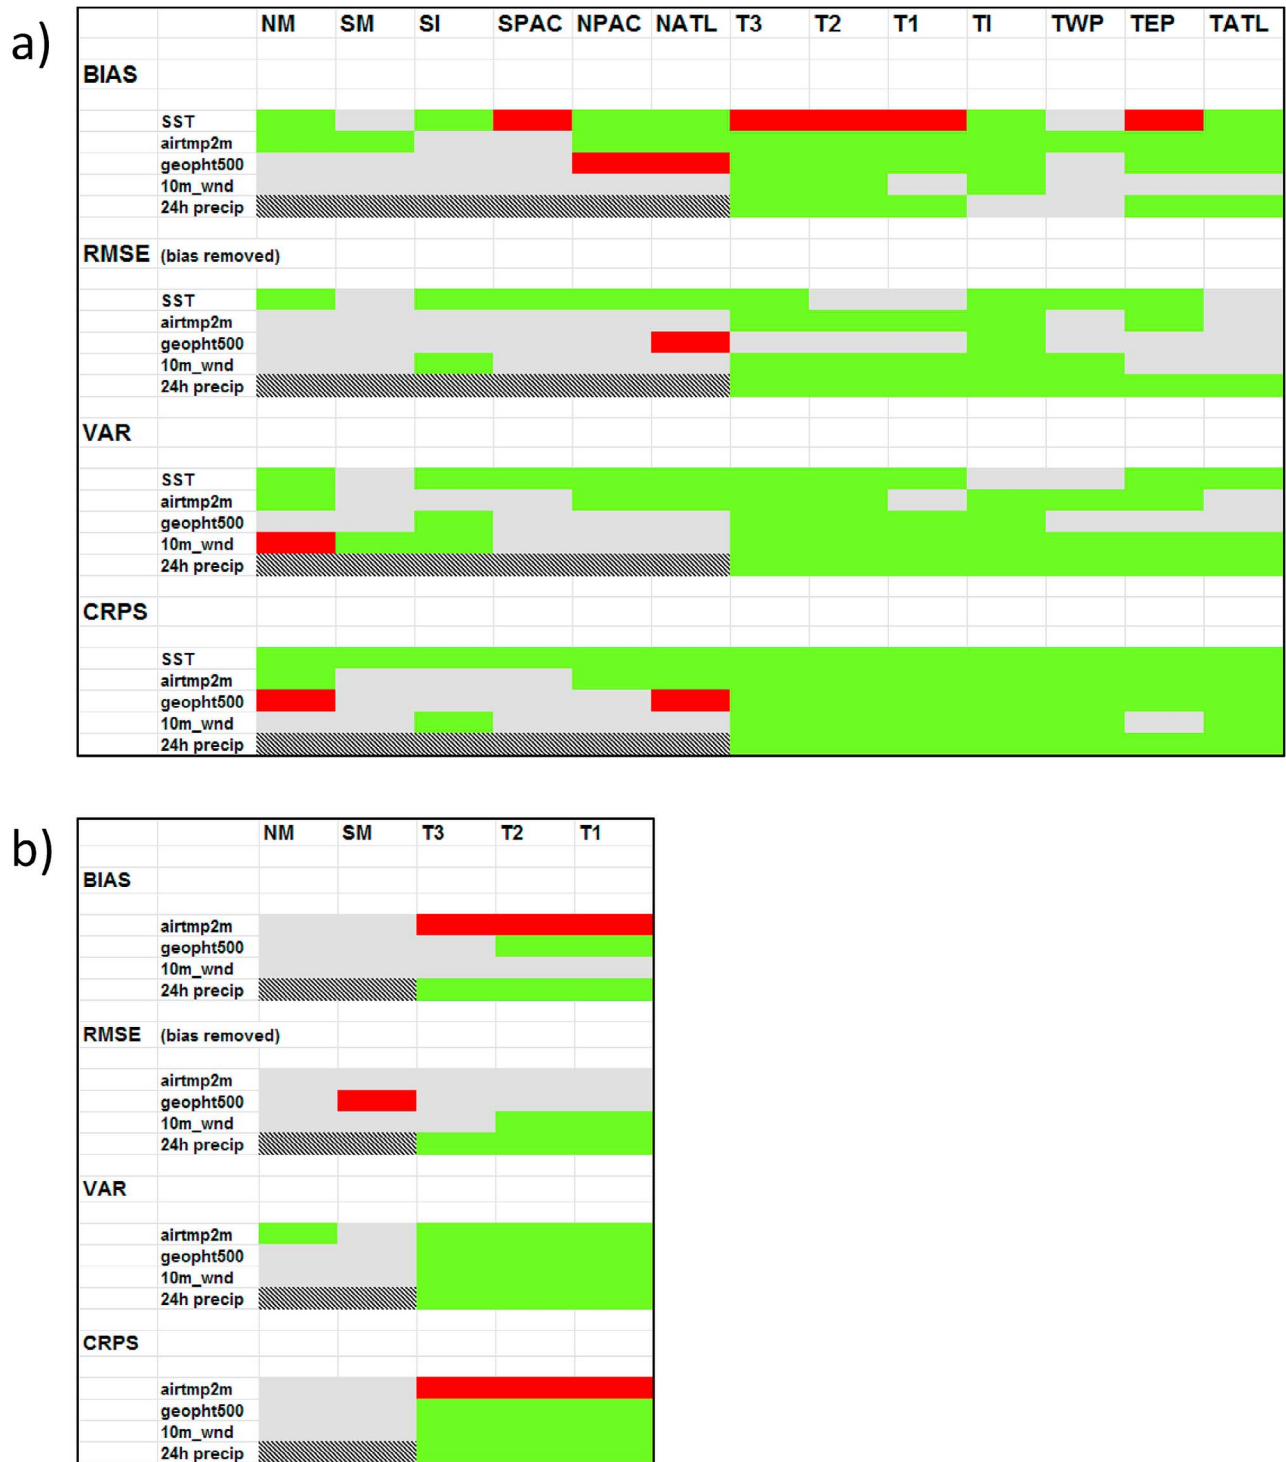 a)
NM SM SI SPAC NPAC NATL T3 T2 T1 TI TWP TEP TATL
BIAS
SST
airtmp2m
geopht500
10m_wnd
24h precip
RMSE (bias removed)
SST
airtmp2m
geopht500
10m_wnd
24h precip
VAR
SST
airtmp2m
geopht500
10m_wnd
24h precip
CRPS
SST
airtmp2m
geopht500
10m_wnd
24h precip
b)
NM SM T3 T2 T1
BIAS
airtmp2m
geopht500
10m_wnd
24h precip
RMSE (bias removed)
airtmp2m
geopht500
10m_wnd
24h precip
VAR
airtmp2m
geopht500
10m_wnd
24h precip
CRPS
airtmp2m
geopht500
10m_wnd
24h precip